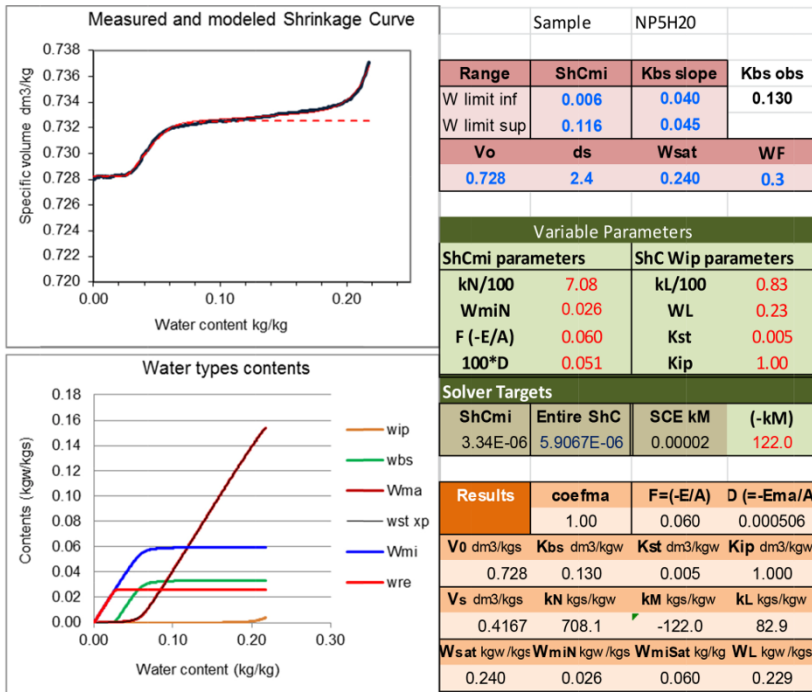 Measured and modeled Shrinkage Curve
Specific volume dm3/kg
0.738
0.736
0.734
0.732
0.730
0.728
0.726
0.724
0.722
0.720
0.00 0.10 0.20
Water content kg/kg
Water types contents
Contents (kgw/kgs)
0.18
0.16
0.14
0.12
0.10
0.08
0.06
0.04
0.02
0.00
0.00 0.10 0.20 0.30
Water content (kg/kg)
wip
wbs
Wma
wst xp
Wmi
wre
Sample NP5H20
Range ShCmi Kbs slope Kbs obs
W limit inf 0.006 0.040 0.130
W limit sup 0.116 0.045
Vo ds Wsat WF
0.728 2.4 0.240 0.3
Variable Parameters
ShCmi parameters ShC Wip parameters
kN/100 7.08 kL/100 0.83
WmiN 0.026 WL 0.23
F (-E/A) 0.060 Kst 0.005
100*D 0.051 Kip 1.00
Solver Targets
ShCmi Entire ShC SCE kM (-kM)
3.34E-06 5.9067E-06 0.00002 122.0
Results coefma F=(-E/A) D (=-Ema/A)
1.00 0.060 0.000506
V0 dm3/kgs Kbs dm3/kgw Kst dm3/kgw Kip dm3/kgw
0.728 0.130 0.005 1.000
Vs dm3/kgs kN kgs/kgw kM kgs/kgw kL kgs/kgw
0.4167 708.1 -122.0 82.9
Wsat kgw/kgs WmiN kgw/kgs WmiSat kg/kg WL kgw/kgs
0.240 0.026 0.060 0.229